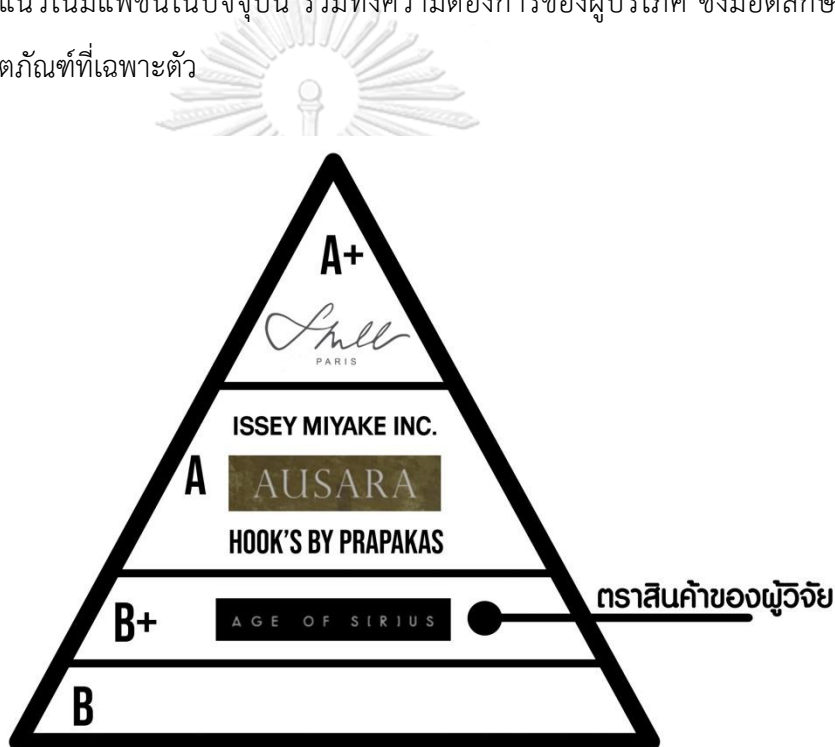 แนวโน้มแฟชั่นในปัจจุบัน รวมทั้งความต้องการของผู้บริโภค ซึ่งมีอัตลักษ
ตภัณฑ์ที่เฉพาะตัว
A+
PARIS
ISSEY MIYAKE INC.
A
AUSARA
HOOK'S BY PRAPAKAS
B+
AGE OF SIRIUS
ตราสินค้าของผู้วิจัย
B